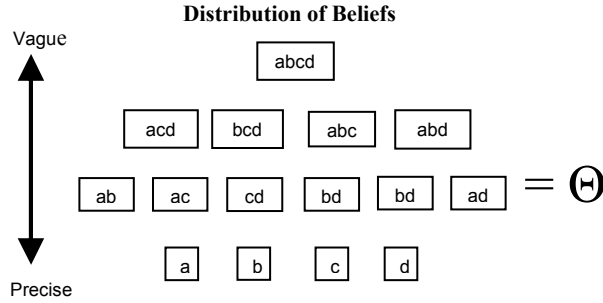 Distribution of Beliefs
Vague
abcd
acd bcd abc abd
ab ac cd bd bd ad = Θ
a b c d
Precise